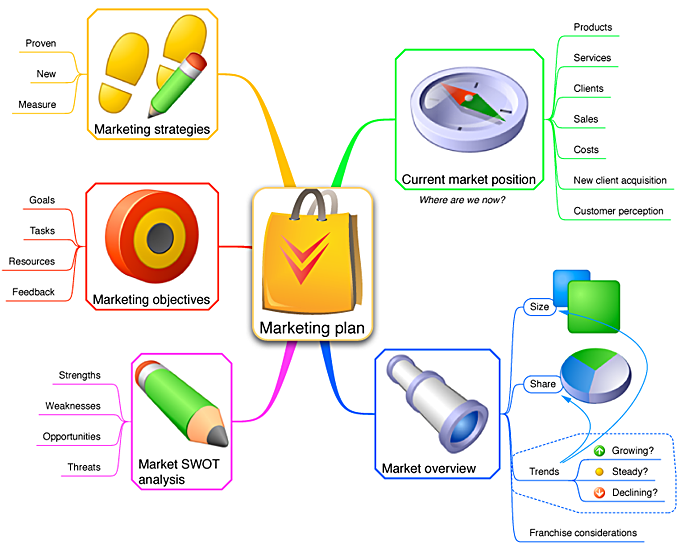 Proven
New
Measure
Marketing strategies
Goals
Tasks
Resources
Feedback
Marketing objectives
Strengths
Weaknesses
Opportunities
Threats
Market SWOT
analysis
Marketing plan
Current market position
Where are we now?
Products
Services
Clients
Sales
Costs
New client acquisition
Customer perception
Market overview
Size
Share
Trends
Growing?
Steady?
Declining?
Franchise considerations